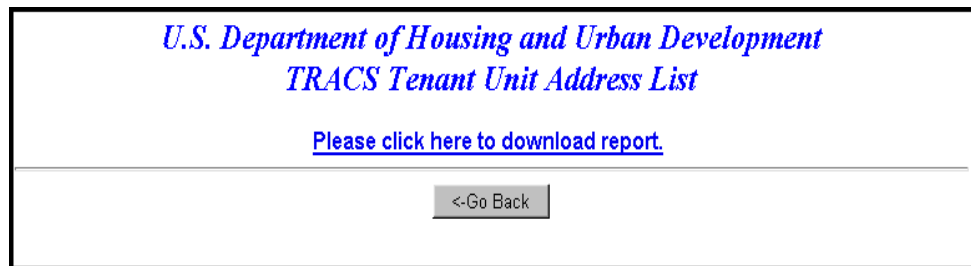 U.S. Department of Housing and Urban Development
TRACS Tenant Unit Address List
Please click here to download report.
<-Go Back